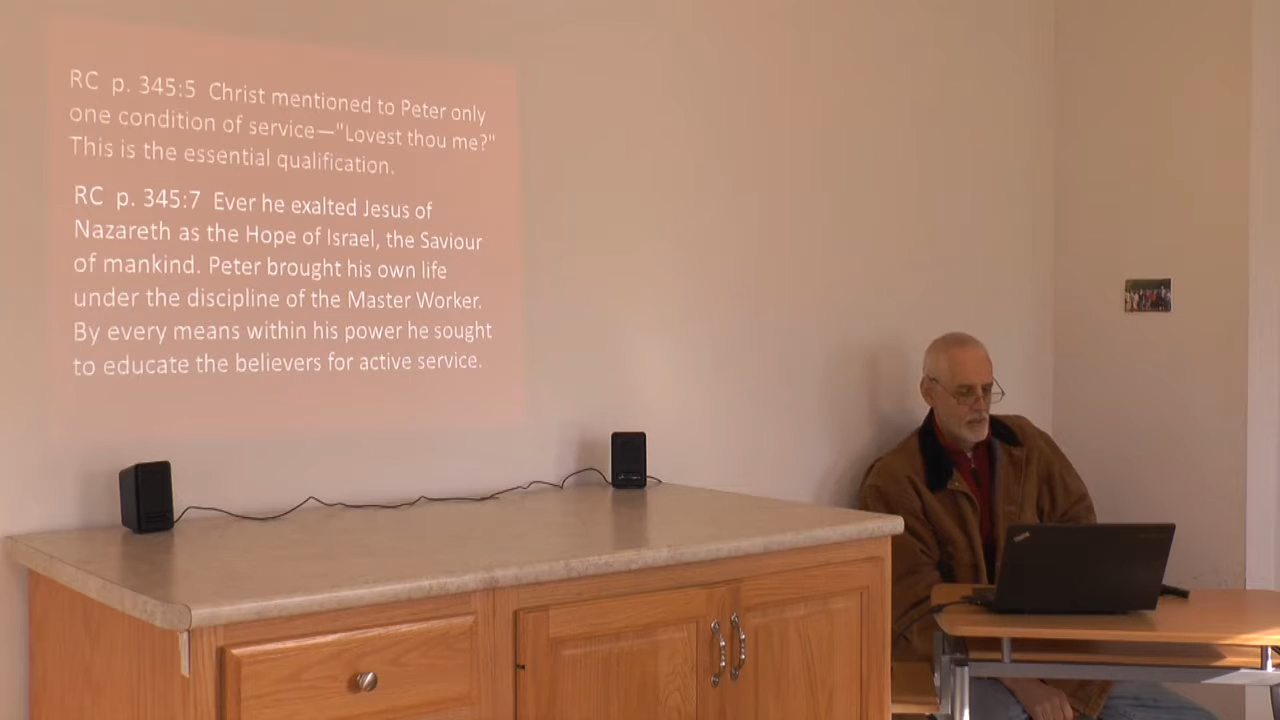 RC p. 345:5 Christ mentioned to Peter only
one condition of service—"Lovest thou me?"
This is the essential qualification.
RC p. 345:7 Ever he exalted Jesus of
Nazareth as the Hope of Israel, the Saviour
of mankind. Peter brought his own life
under the discipline of the Master Worker.
By every means within his power he sought
to educate the believers for active service.